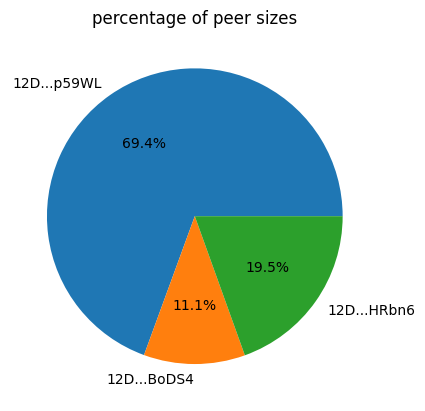 percentage of peer sizes
12D...p59WL
69.4%
19.5%
11.1%
12D...HRbn6
12D...BoDS4